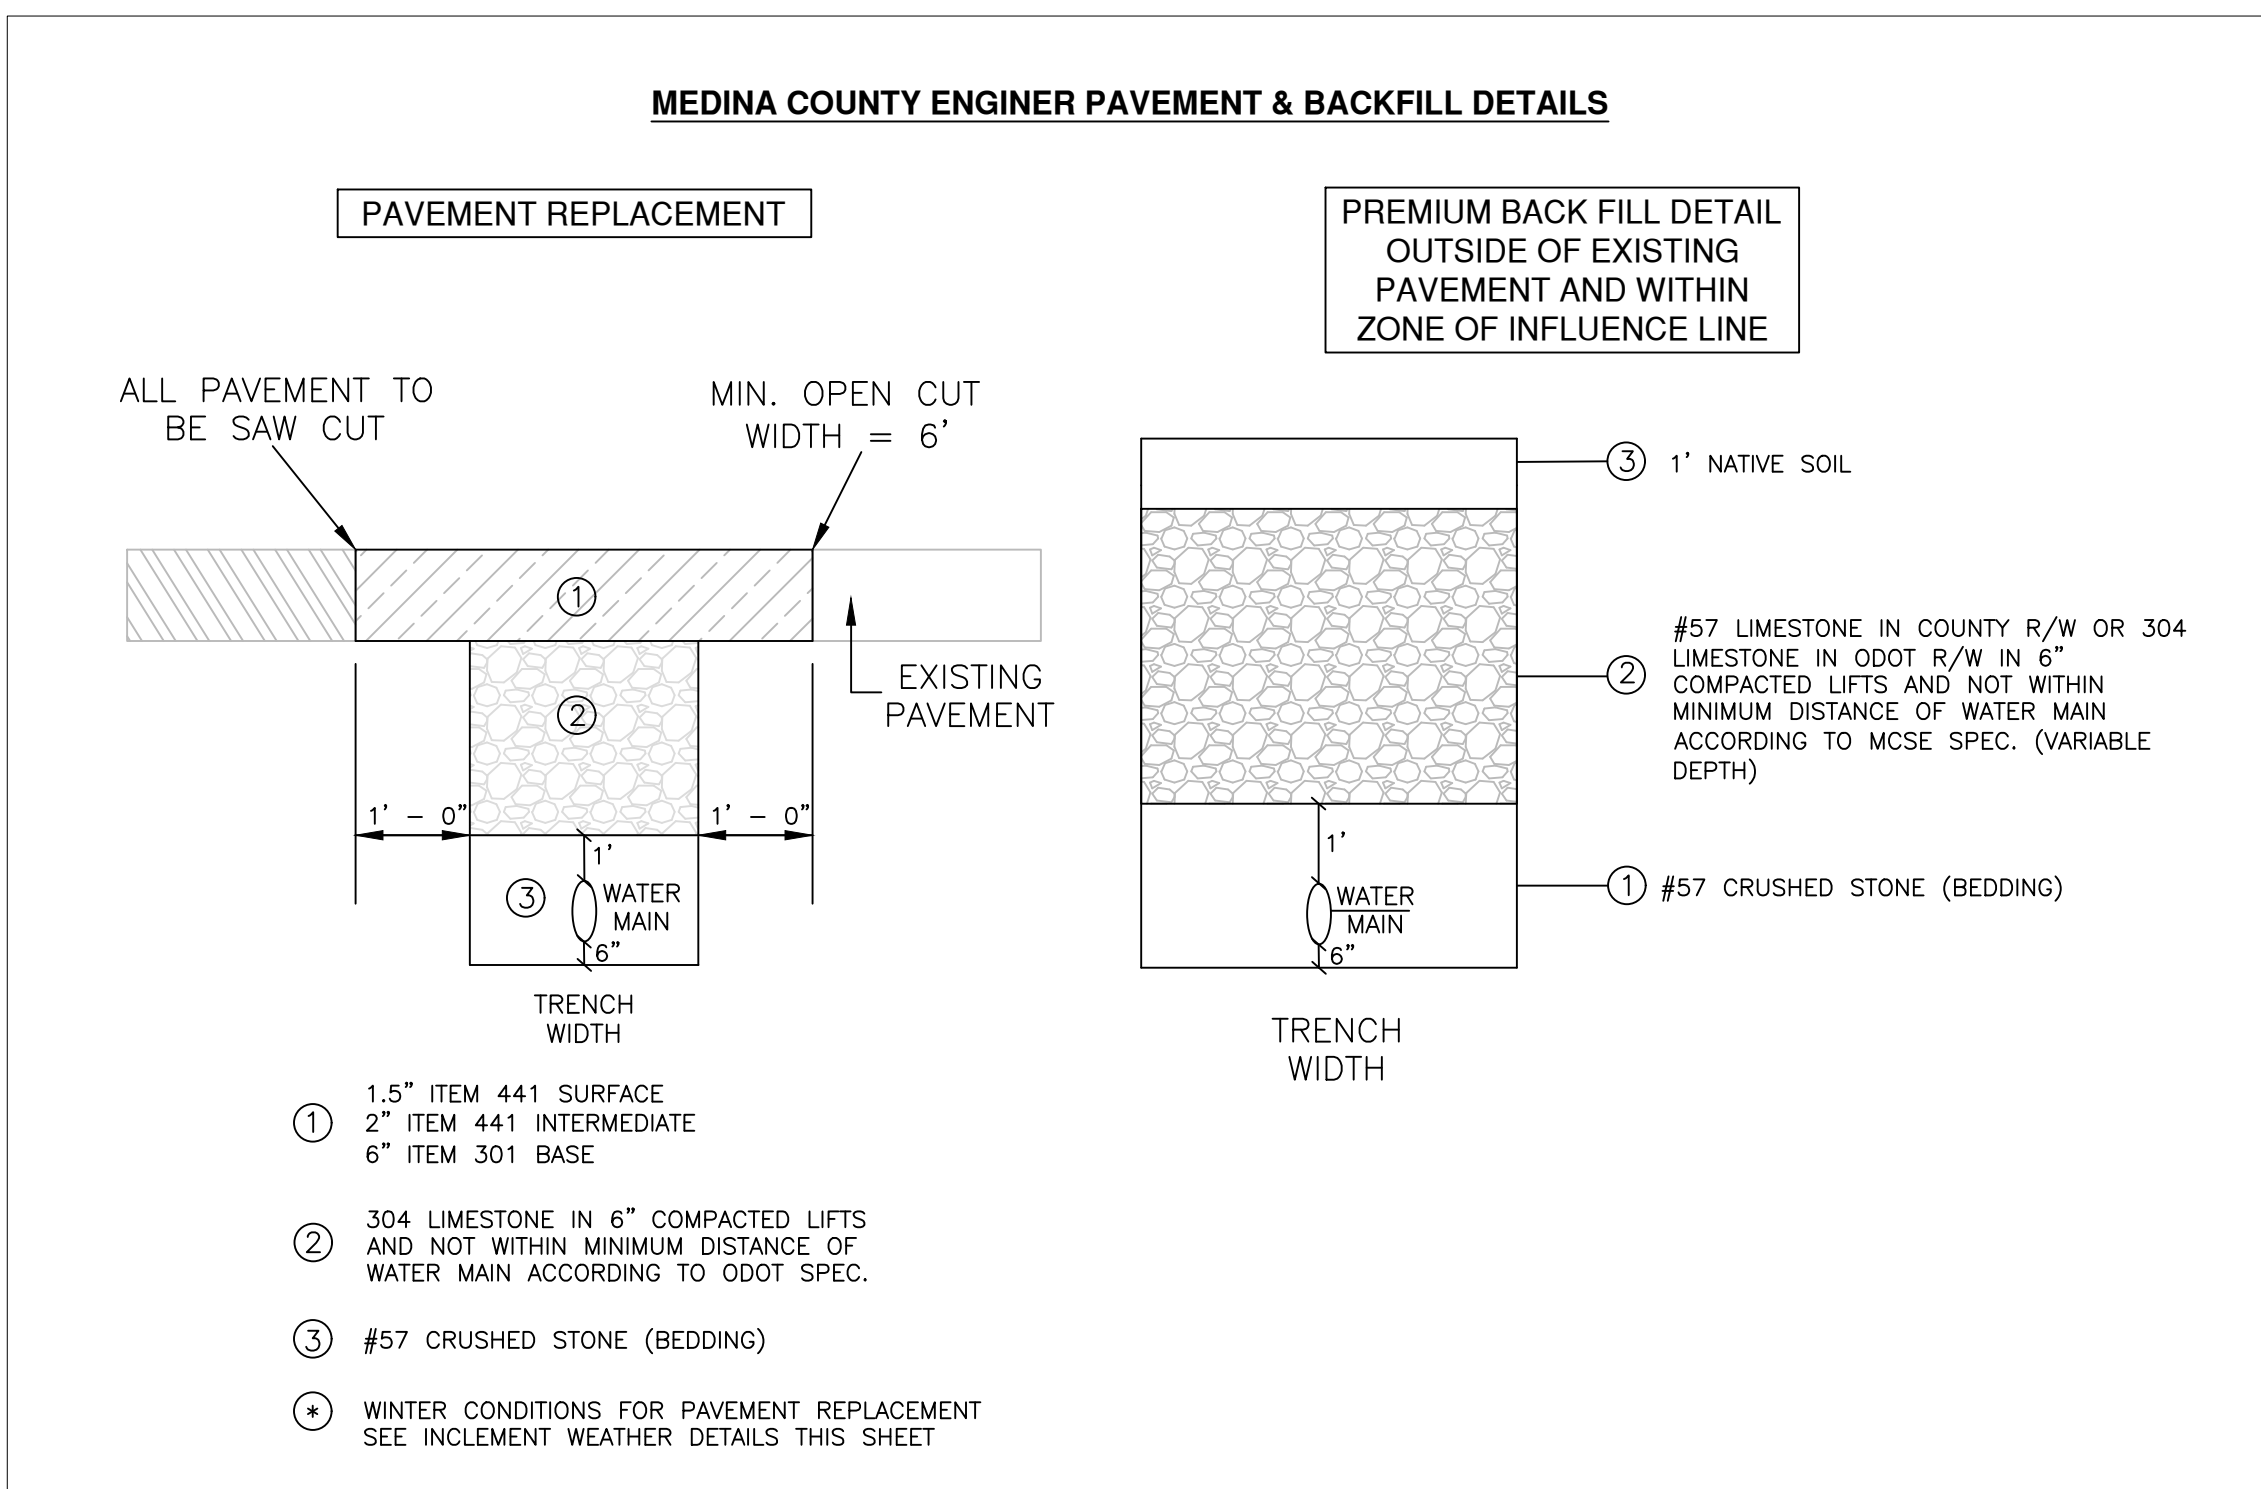 MEDINA COUNTY ENGINER PAVEMENT & BACKFILL DETAILS
PAVEMENT REPLACEMENT
ALL PAVEMENT TO
BE SAW CUT
MIN. OPEN CUT
WIDTH = 6'
1
EXISTING
PAVEMENT
2
1' - 0"
1' - 0"
1'
3
WATER
MAIN
6"
TRENCH
WIDTH
1
1.5" ITEM 441 SURFACE
2" ITEM 441 INTERMEDIATE
6" ITEM 301 BASE
2
304 LIMESTONE IN 6" COMPACTED LIFTS
AND NOT WITHIN MINIMUM DISTANCE OF
WATER MAIN ACCORDING TO ODOT SPEC.
3
#57 CRUSHED STONE (BEDDING)
*
WINTER CONDITIONS FOR PAVEMENT REPLACEMENT
SEE INCLEMENT WEATHER DETAILS THIS SHEET
PREMIUM BACK FILL DETAIL
OUTSIDE OF EXISTING
PAVEMENT AND WITHIN
ZONE OF INFLUENCE LINE
3 1' NATIVE SOIL
2
#57 LIMESTONE IN COUNTY R/W OR 304
LIMESTONE IN ODOT R/W IN 6"
COMPACTED LIFTS AND NOT WITHIN
MINIMUM DISTANCE OF WATER MAIN
ACCORDING TO MCSE SPEC. (VARIABLE
DEPTH)
1'
1 #57 CRUSHED STONE (BEDDING)
WATER
MAIN
6"
TRENCH
WIDTH